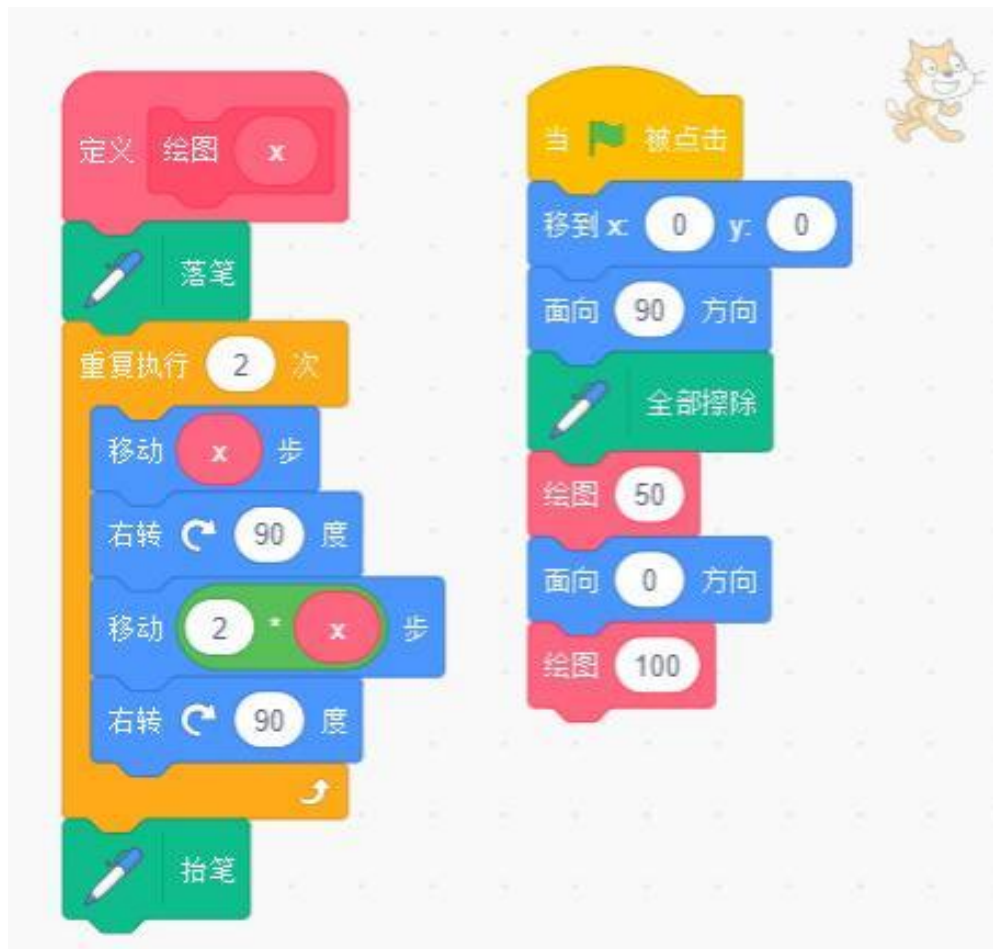 定义 绘图 x
落笔
重复执行 2 次
移动 x 步
右转 90 度
移动 2 * x 步
右转 90 度
抬笔
当 被点击
移到 x: 0 y: 0
面向 90 方向
全部擦除
绘图 50
面向 0 方向
绘图 100